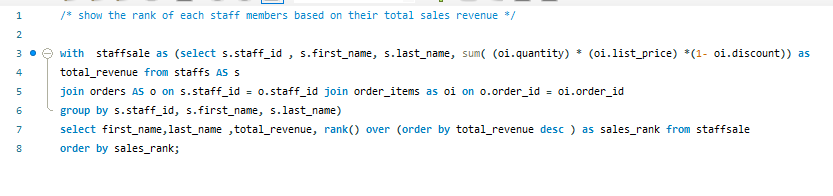 1 /* show the rank of each staff members based on their total sales revenue */
2
3 with staffsale as (select s.staff_id , s.first_name, s.last_name, sum( (oi.quantity) * (oi.list_price) *(1- oi.discount)) as
4 total_revenue from staffs AS s
5 join orders AS o on s.staff_id = o.staff_id join order_items as oi on o.order_id = oi.order_id
6 group by s.staff_id, s.first_name, s.last_name)
7 select first_name,last_name ,total_revenue, rank() over (order by total_revenue desc ) as sales_rank from staffsale
8 order by sales_rank;